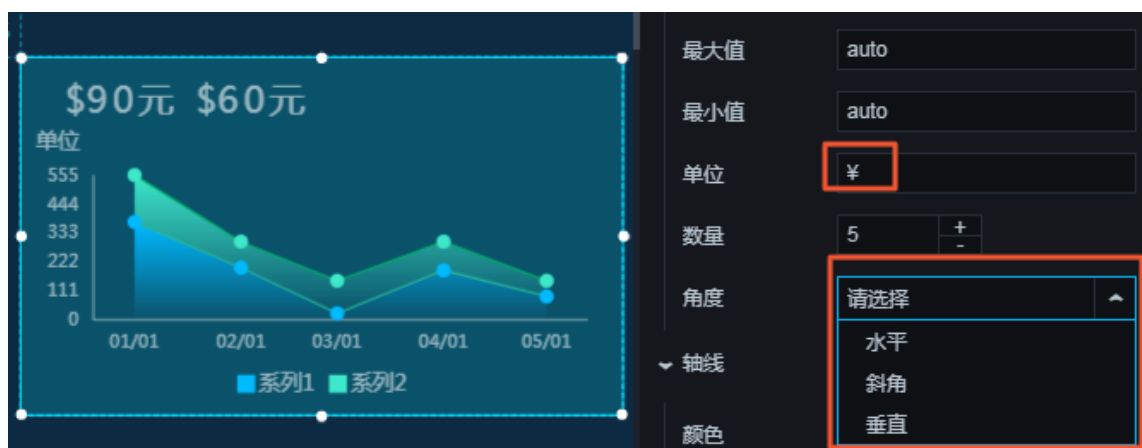 $90元 $60元
单位
555
444
333
222
111
0
01/01 02/01 03/01 04/01 05/01
系列1 系列2
最大值 auto
最小值 auto
单位 ¥
数量 5 + -
角度 请选择
水平
斜角
垂直
轴线
颜色